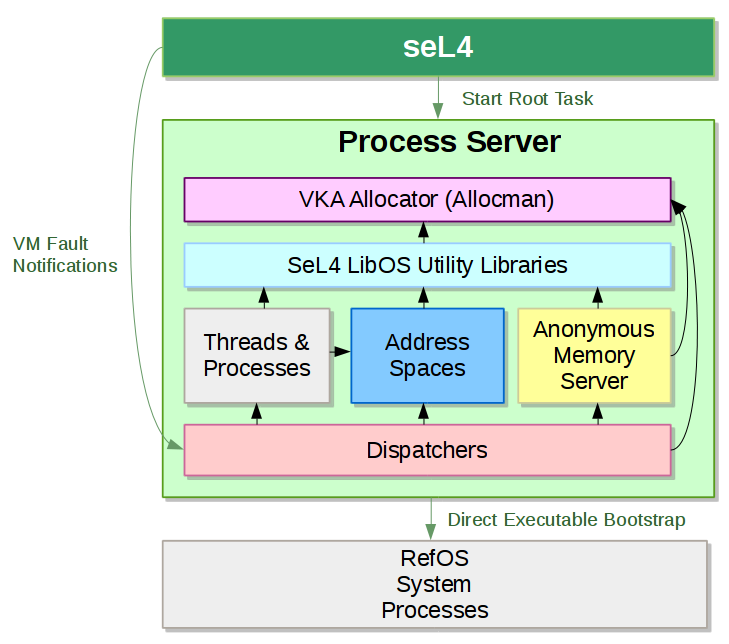 seL4
Start Root Task
Process Server
VKA Allocator (Allocman)
VM Fault
Notifications
SeL4 LibOS Utility Libraries
Threads &
Processes
Address
Spaces
Anonymous
Memory
Server
Dispatchers
Direct Executable Bootstrap
RefOS
System
Processes